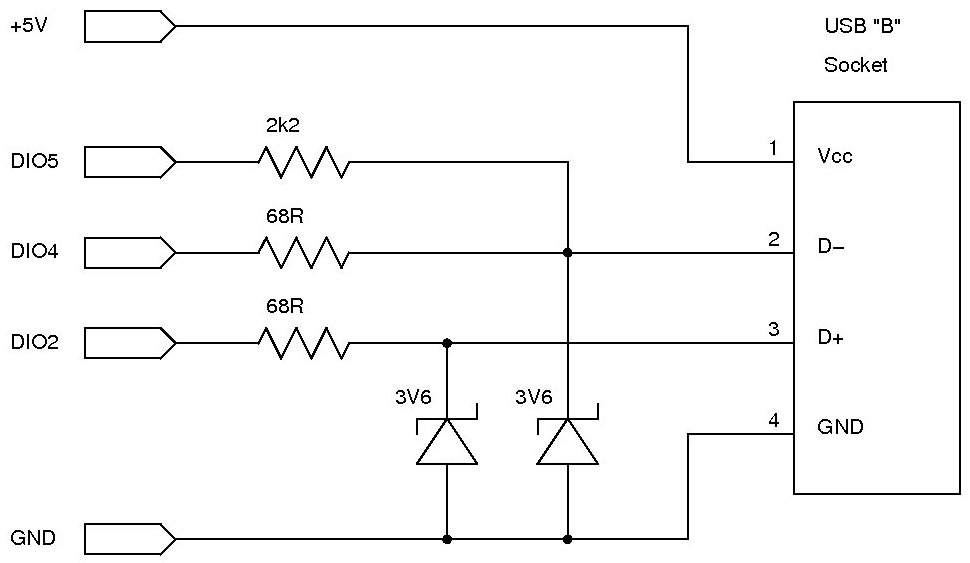 +5V
USB "B"
Socket
2k2
DIO5
1
Vcc
68R
DIO4
2
D−
68R
DIO2
3
D+
3V6
3V6
4
GND
GND